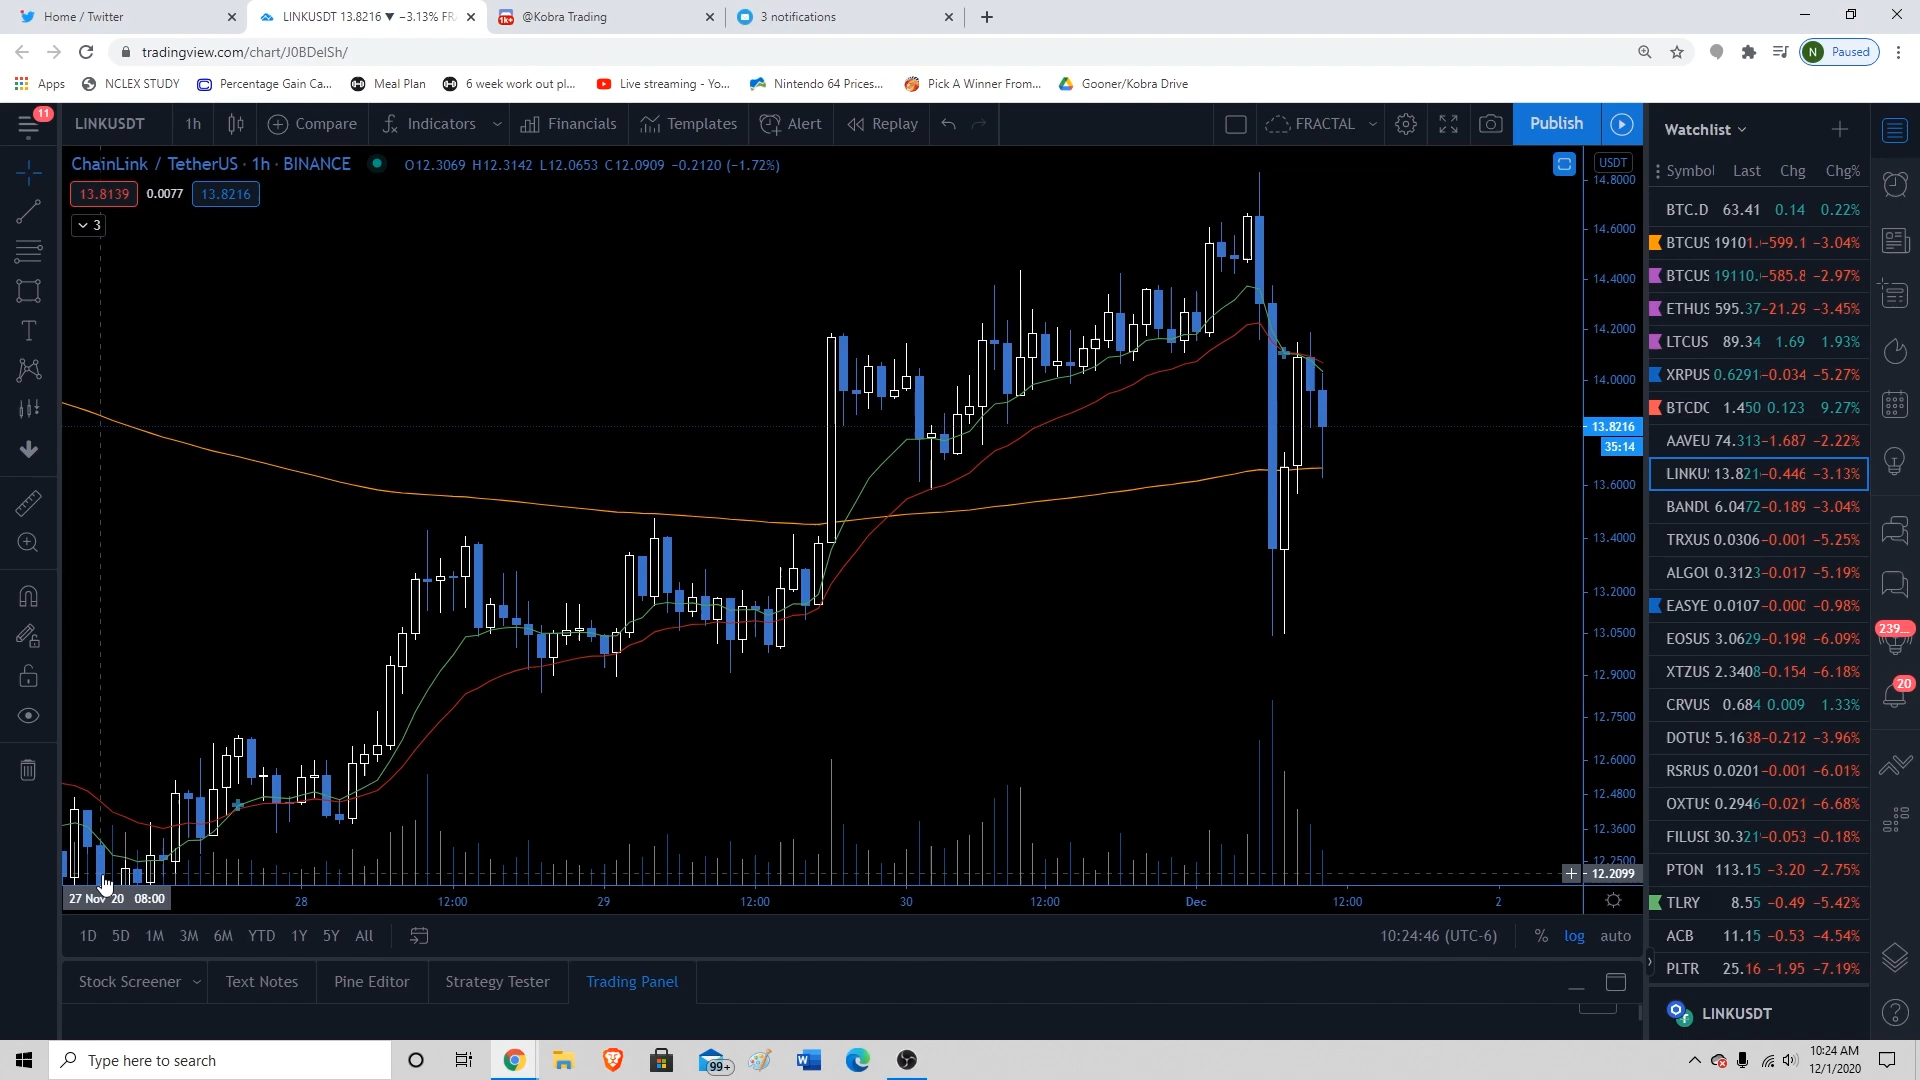 Home / Twitter
LINKUSDT 13.8216 ▼ −3.13% FRA
1k+
@Kobra Trading
3 notifications
tradingview.com/chart/J0BDelSh/
N Paused
Apps
NCLEX STUDY
Percentage Gain Ca...
Meal Plan
6 week work out pl...
Live streaming - Yo...
Nintendo 64 Prices...
Pick A Winner From...
Gooner/Kobra Drive
11
LINKUSDT
1h
Compare
Indicators
Financials
Templates
Alert
Replay
FRACTAL
Publish
ChainLink / TetherUS · 1h · BINANCE
O12.3069 H12.3142 L12.0653 C12.0909 −0.2120 (−1.72%)
13.8139 0.0077 13.8216
3
USDT
14.8000
14.6000
14.4000
14.2000
14.0000
13.8216
35:14
13.6000
13.4000
13.2000
13.0500
12.9000
12.7500
12.6000
12.4800
12.3600
12.2500
12.2099
27 Nov '20 08:00
28
12:00
29
12:00
30
12:00
Dec
12:00
2
1D 5D 1M 3M 6M YTD 1Y 5Y All
10:24:46 (UTC-6)
% log auto
Stock Screener
Text Notes
Pine Editor
Strategy Tester
Trading Panel
Watchlist
Symbol Last Chg Chg%
BTC.D 63.41 0.14 0.22%
BTCUS 19101. −599.1 −3.04%
BTCUS 19110. −585.8 −2.97%
ETHUS 595.37 −21.29 −3.45%
LTCUS 89.34 1.69 1.93%
XRPUS 0.6291 −0.034 −5.27%
BTCDC 1.450 0.123 9.27%
AAVEU 74.313 −1.687 −2.22%
LINKU: 13.821 −0.446 −3.13%
BANDU 6.0472 −0.189 −3.04%
TRXUS 0.0306 −0.001 −5.25%
ALGOU 0.3123 −0.017 −5.19%
EASYE 0.0107 −0.000 −0.98%
EOSUS 3.0629 −0.198 −6.09%
XTZUS 2.3408 −0.154 −6.18%
CRVUS 0.684 0.009 1.33%
DOTUS 5.1638 −0.212 −3.96%
RSRUS 0.0201 −0.001 −6.01%
OXTUS 0.2946 −0.021 −6.68%
FILUSD 30.321 −0.053 −0.18%
PTON 113.15 −3.20 −2.75%
TLRY 8.55 −0.49 −5.42%
ACB 11.15 −0.53 −4.54%
PLTR 25.16 −1.95 −7.19%
LINKUSDT
239...
20
Type here to search
99+
10:24 AM
12/1/2020